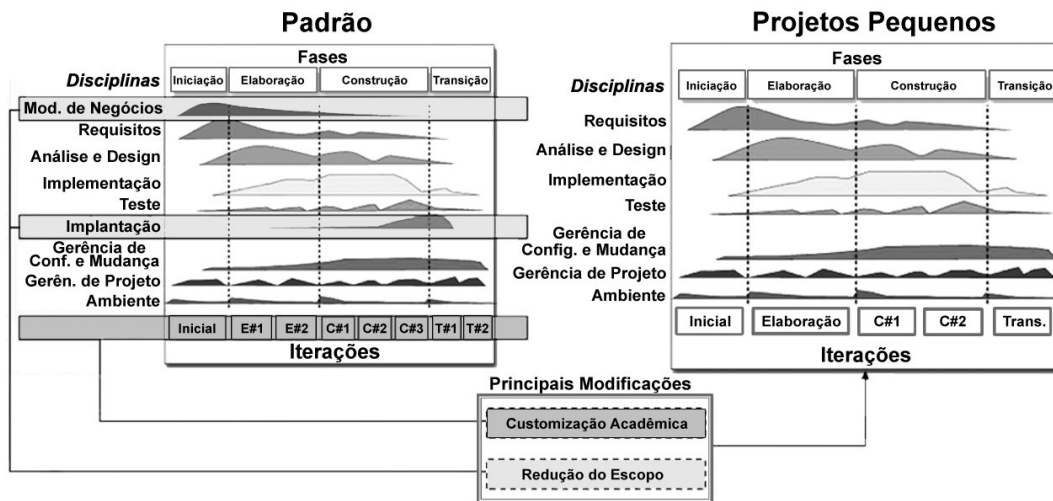 Padrão
Fases
Disciplinas
Iniciação Elaboração Construção Transição
Mod. de Negócios
Requisitos
Análise e Design
Implementação
Teste
Implantação
Gerência de
Conf. e Mudança
Gerên. de Projeto
Ambiente
Inicial E#1 E#2 C#1 C#2 C#3 T#1 T#2
Iterações
Projetos Pequenos
Fases
Disciplinas
Iniciação Elaboração Construção Transição
Requisitos
Análise e Design
Implementação
Teste
Gerência de
Config. e Mudança
Gerência de Projeto
Ambiente
Inicial Elaboração C#1 C#2 Trans.
Iterações
Principais Modificações
Customização Acadêmica
Redução do Escopo